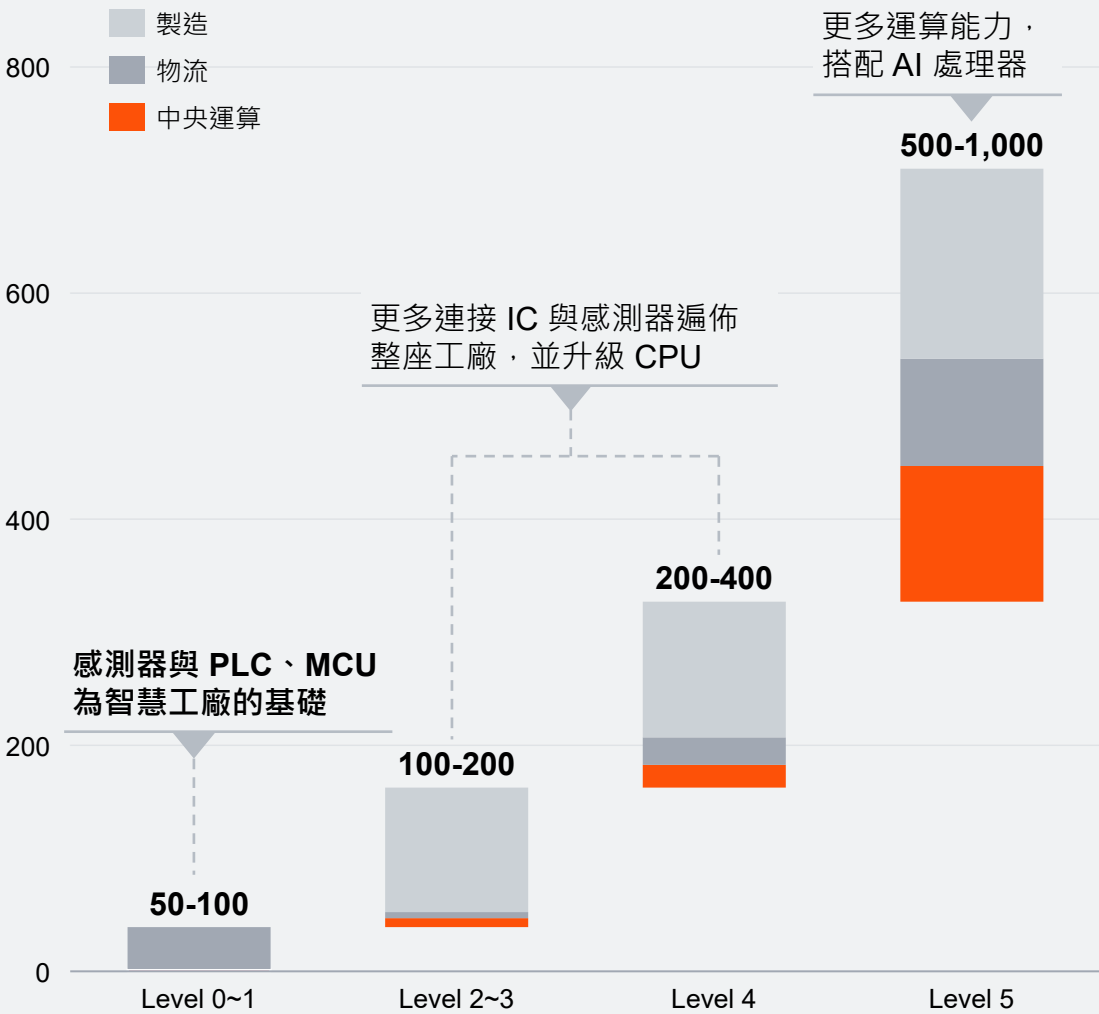 製造
物流
中央運算
更多運算能力，
搭配 AI 處理器
800
500-1,000
600
更多連接 IC 與感測器遍佈
整座工廠，並升級 CPU
400
200-400
感測器與 PLC、MCU
為智慧工廠的基礎
200
100-200
50-100
0
Level 0~1
Level 2~3
Level 4
Level 5